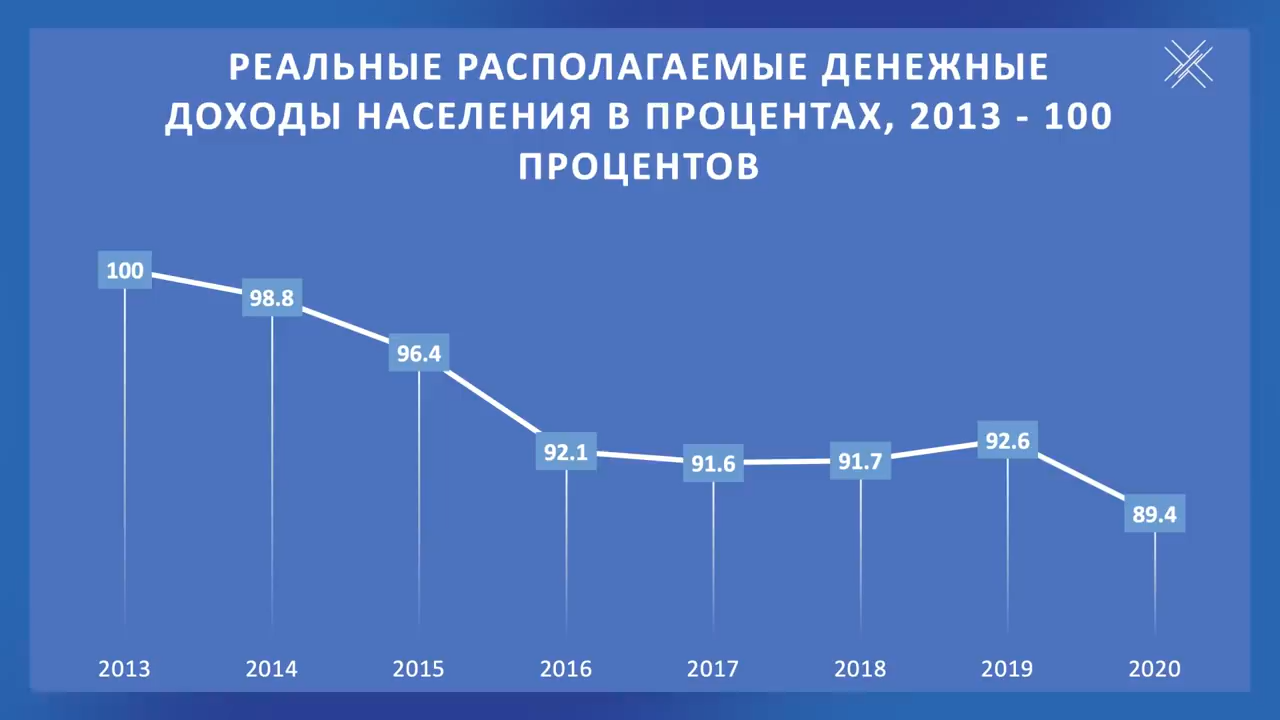 РЕАЛЬНЫЕ РАСПОЛАГАЕМЫЕ ДЕНЕЖНЫЕ
ДОХОДЫ НАСЕЛЕНИЯ В ПРОЦЕНТАХ, 2013 - 100
ПРОЦЕНТОВ
100
98.8
96.4
92.1
91.6
91.7
92.6
89.4
2013 2014 2015 2016 2017 2018 2019 2020